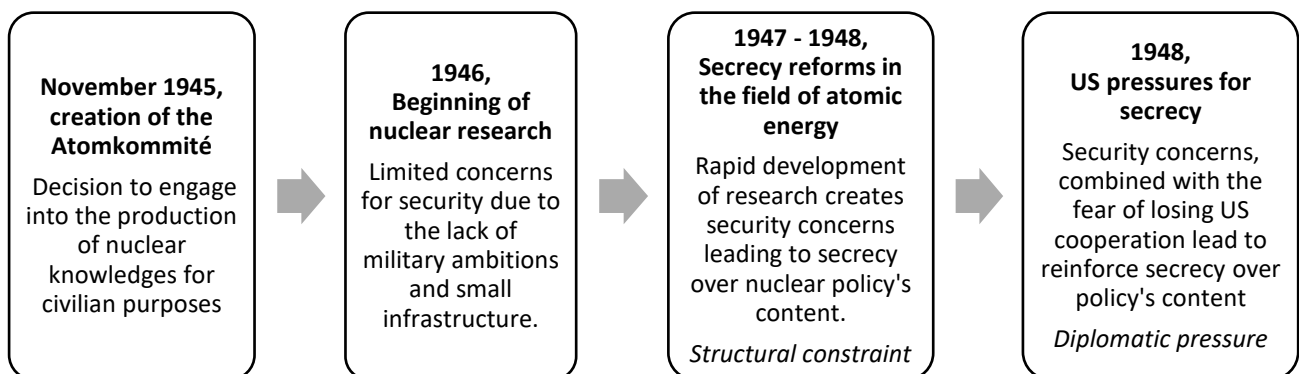 November 1945,
creation of the
Atomkommité
Decision to engage
into the production
of nuclear
knowledges for
civilian purposes
1946,
Beginning of
nuclear research
Limited concerns
for security due to
the lack of
military ambitions
and small
infrastructure.
1947 - 1948,
Secrecy reforms in
the field of atomic
energy
Rapid development
of research creates
security concerns
leading to secrecy
over nuclear policy's
content.
Structural constraint
1948,
US pressures for
secrecy
Security concerns,
combined with the
fear of losing US
cooperation lead to
reinforce secrecy over
policy's content
Diplomatic pressure